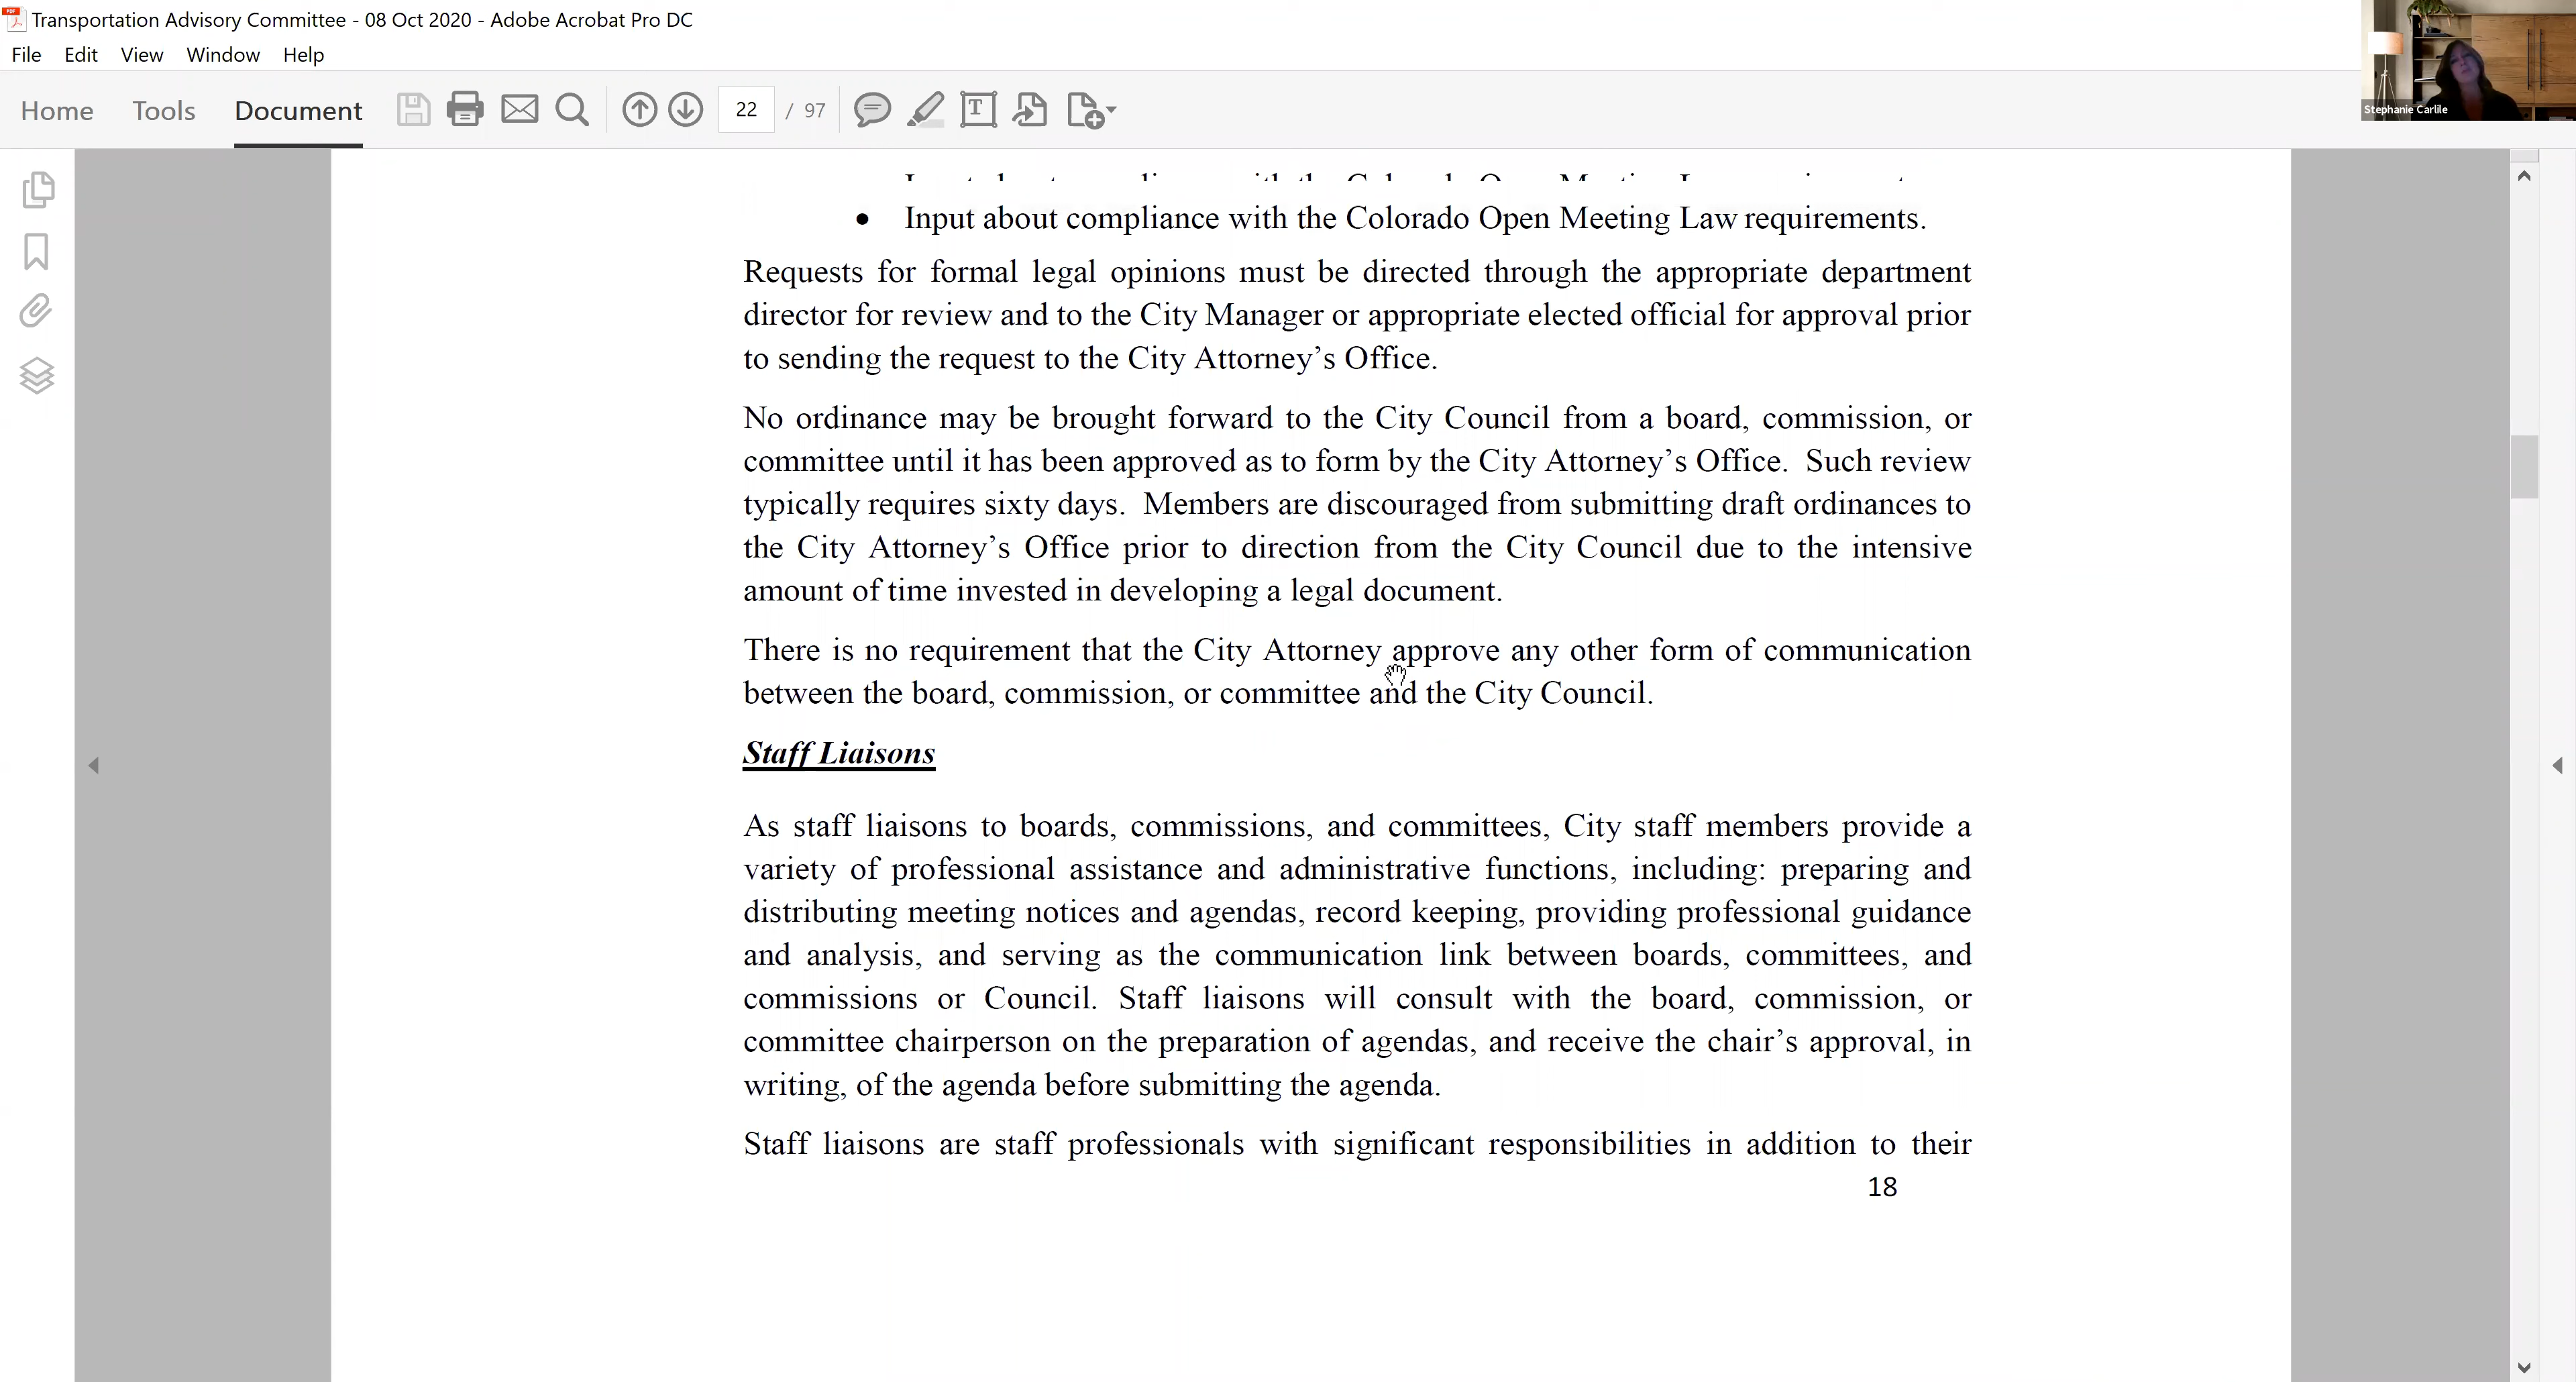 Transportation Advisory Committee - 08 Oct 2020 - Adobe Acrobat Pro DC
File Edit View Window Help
Stephanie Carlile
Home Tools Document 22 / 97
• Input about compliance with the Colorado Open Meeting Law requirements.
Requests for formal legal opinions must be directed through the appropriate department
director for review and to the City Manager or appropriate elected official for approval prior
to sending the request to the City Attorney’s Office.
No ordinance may be brought forward to the City Council from a board, commission, or
committee until it has been approved as to form by the City Attorney’s Office. Such review
typically requires sixty days. Members are discouraged from submitting draft ordinances to
the City Attorney’s Office prior to direction from the City Council due to the intensive
amount of time invested in developing a legal document.
There is no requirement that the City Attorney approve any other form of communication
between the board, commission, or committee and the City Council.
Staff Liaisons
As staff liaisons to boards, commissions, and committees, City staff members provide a
variety of professional assistance and administrative functions, including: preparing and
distributing meeting notices and agendas, record keeping, providing professional guidance
and analysis, and serving as the communication link between boards, committees, and
commissions or Council. Staff liaisons will consult with the board, commission, or
committee chairperson on the preparation of agendas, and receive the chair’s approval, in
writing, of the agenda before submitting the agenda.
Staff liaisons are staff professionals with significant responsibilities in addition to their
18